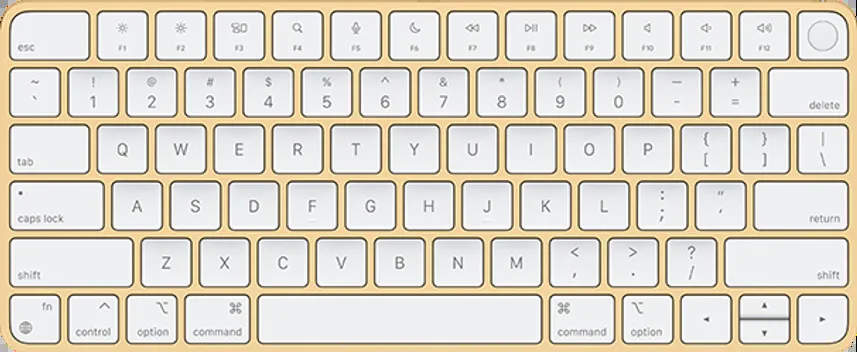 esc F1 F2 F3 F4 F5 F6 F7 F8 F9 F10 F11 F12
~ ! @ # $ % ^ & * ( ) — +
` 1 2 3 4 5 6 7 8 9 0 - = delete
tab Q W E R T Y U I O P { [ } ] | \
caps lock A S D F G H J K L : ; " ' return
shift Z X C V B N M < , > . ? / shift
fn ^ ⌥ ⌘ ⌘ ⌥ ◂ ▴ ▸
control option command command option ▾